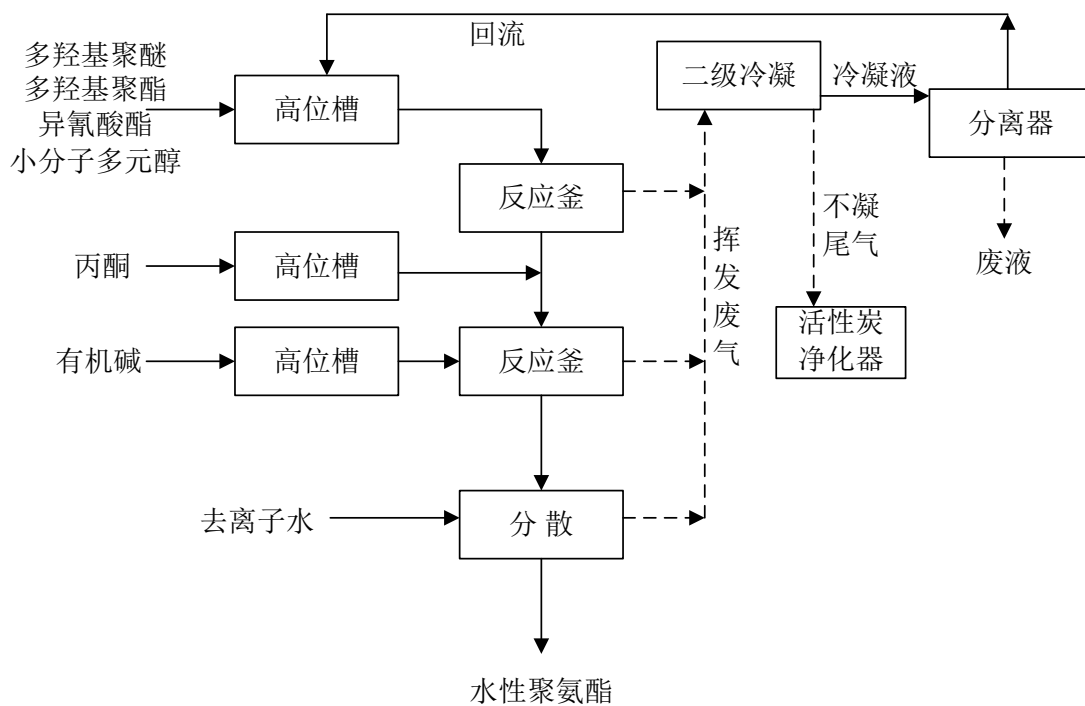 回流
多羟基聚醚
多羟基聚酯
异氰酸酯
小分子多元醇
高位槽
二级冷凝
冷凝液
分离器
反应釜
不凝
尾气
挥发废气
废液
丙酮
高位槽
活性炭
净化器
有机碱
高位槽
反应釜
去离子水
分 散
水性聚氨酯